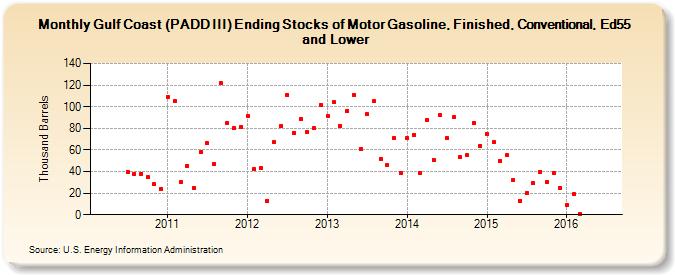 Monthly Gulf Coast (PADD III) Ending Stocks of Motor Gasoline, Finished, Conventional, Ed55
and Lower
Thousand Barrels
140
120
100
80
60
40
20
0
2011 2012 2013 2014 2015 2016
Source: U.S. Energy Information Administration